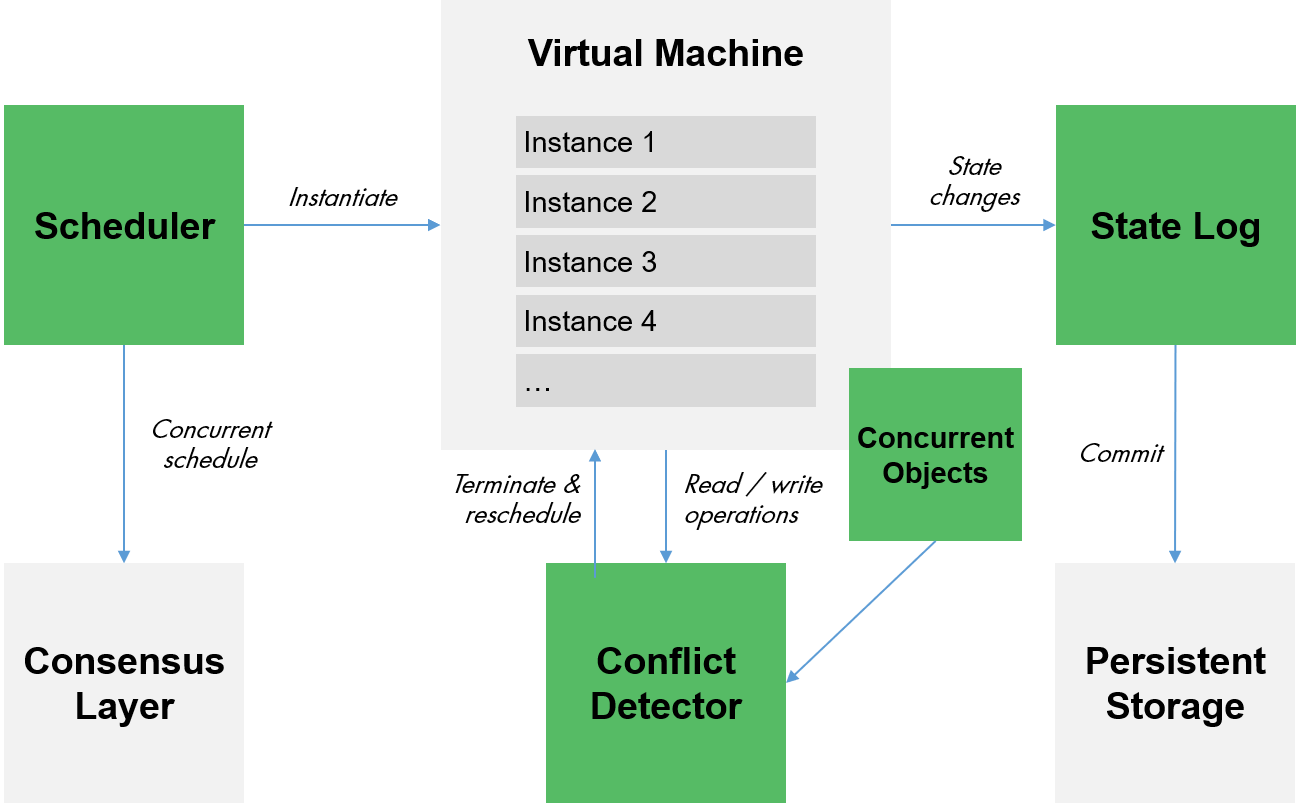 Virtual Machine
Instance 1
Instance 2
Instance 3
Instance 4
...
Scheduler
Instantiate
State
changes
State Log
Concurrent
schedule
Terminate &
reschedule
Read / write
operations
Concurrent
Objects
Commit
Consensus
Layer
Conflict
Detector
Persistent
Storage